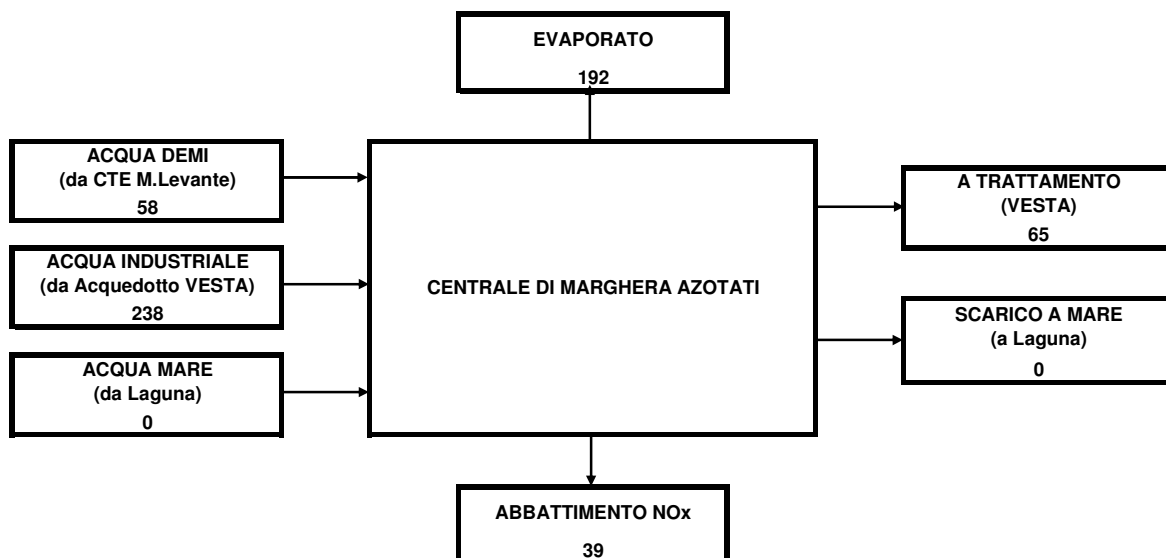 EVAPORATO
192
ACQUA DEMI
(da CTE M.Levante)
58
ACQUA INDUSTRIALE
(da Acquedotto VESTA)
238
ACQUA MARE
(da Laguna)
0
CENTRALE DI MARGHERA AZOTATI
A TRATTAMENTO
(VESTA)
65
SCARICO A MARE
(a Laguna)
0
ABBATTIMENTO NOx
39